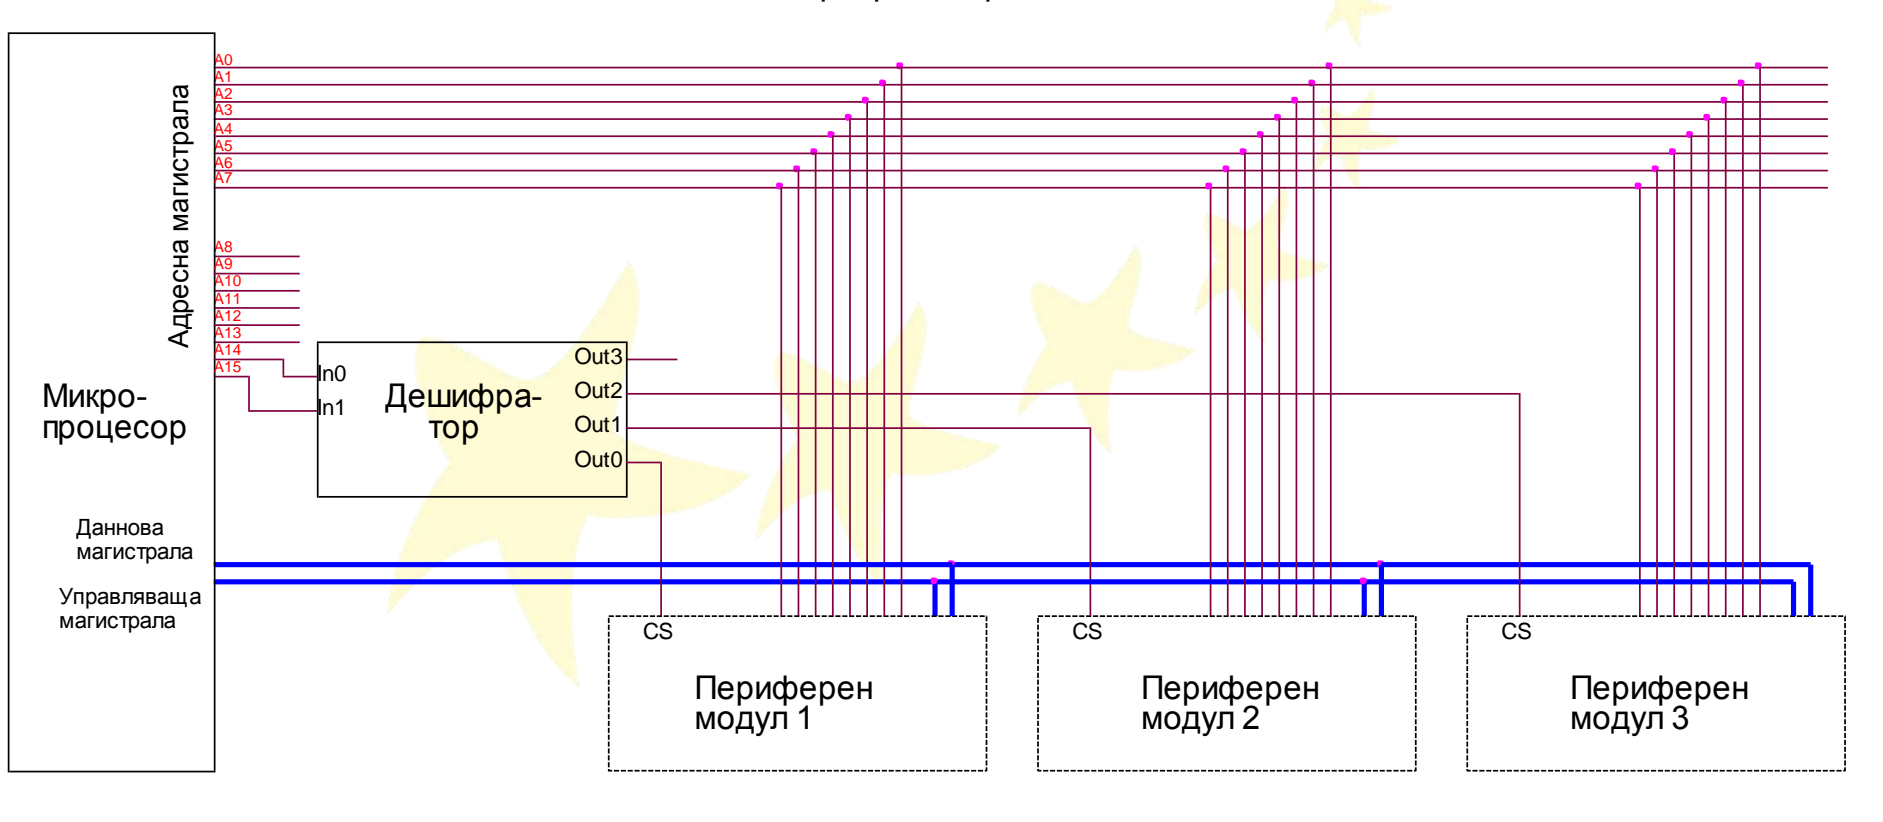 A0
A1
A2
A3
A4
A5
A6
A7
Адресна магистрала
A8
A9
A10
A11
A12
A13
A14
A15
In0
In1
Дешифра-
тор
Out3
Out2
Out1
Out0
Микро-
процесор
Даннова
магистрала
Управляваща
магистрала
CS
Периферен
модул 1
CS
Периферен
модул 2
CS
Периферен
модул 3